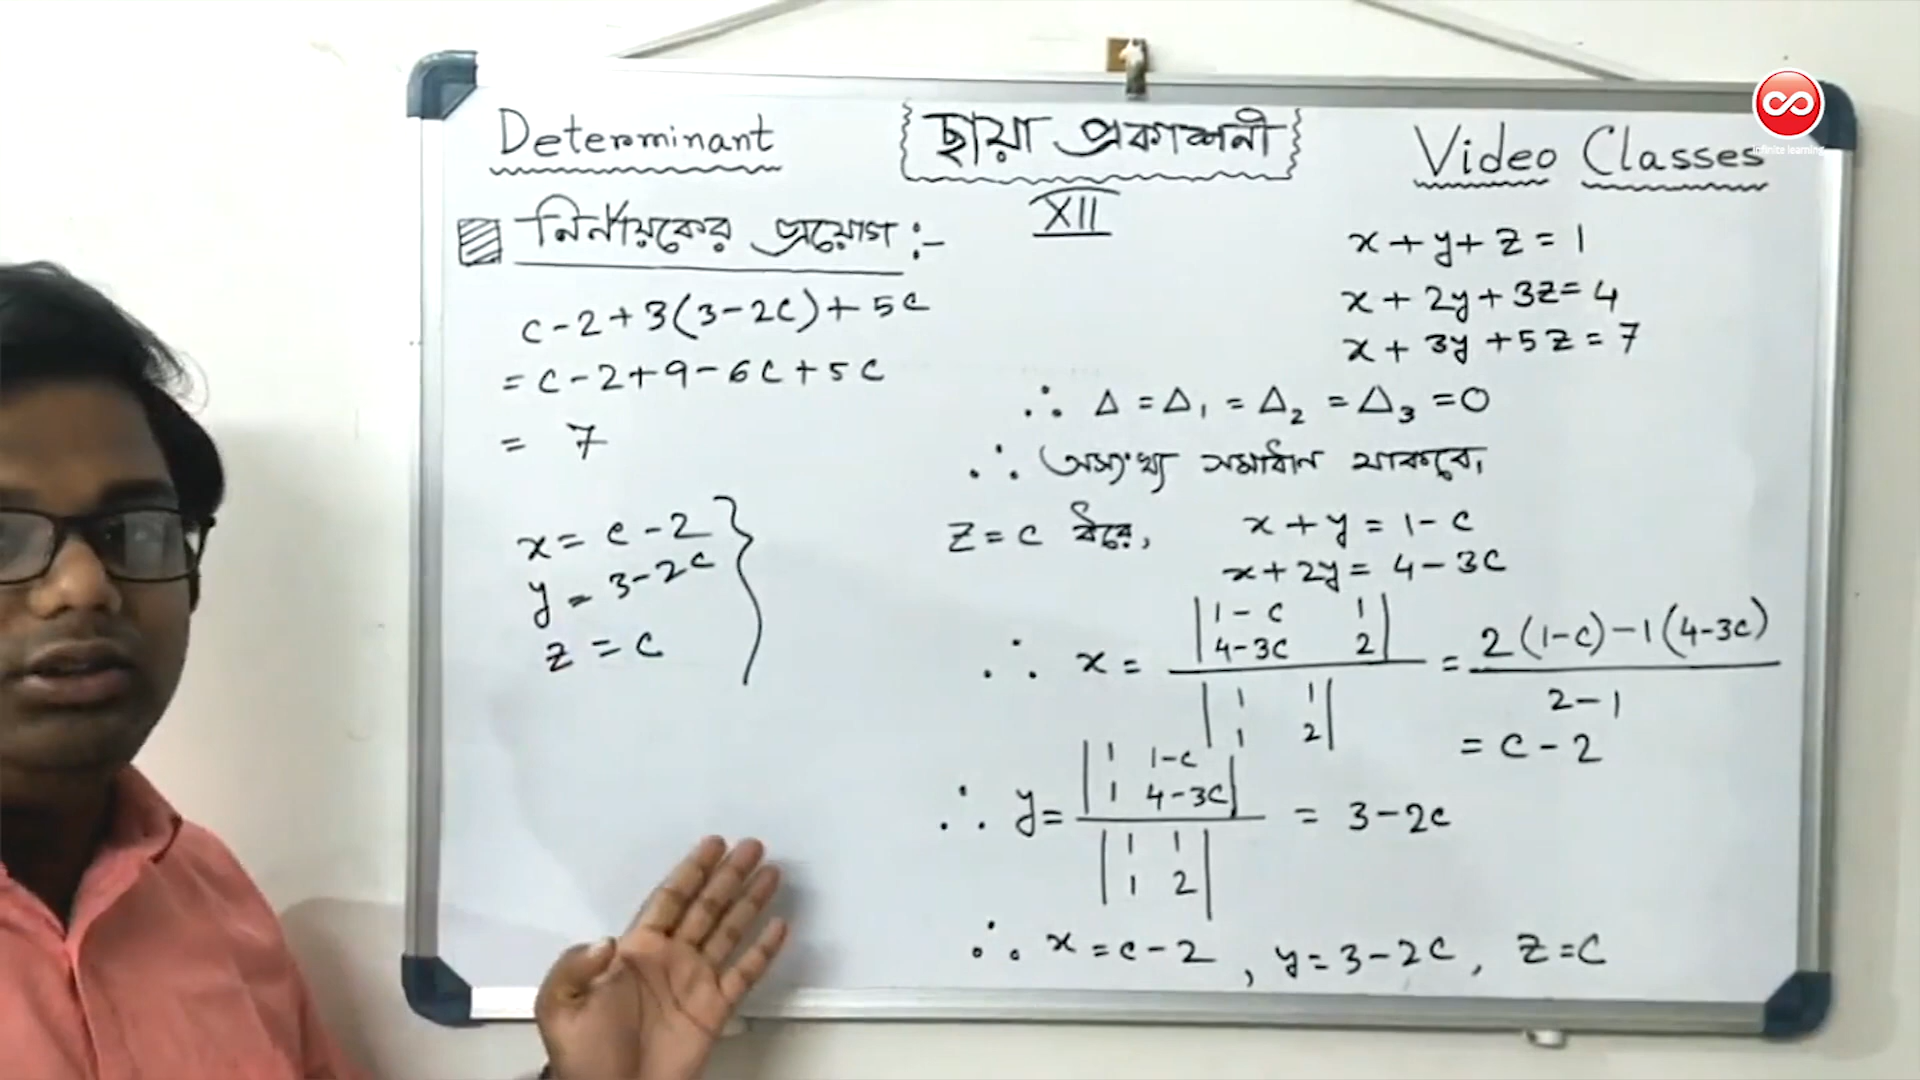 Determinant
ছায়া প্রকাশনী
Video Classes
infinite learning
XII
নির্ণায়কের প্রয়োগ :-
c-2+3(3-2c)+5c
=c-2+9-6c+5c
= 7
x= c-2
y= 3-2c
z = c
x+y+z=1
x+2y+3z=4
x+3y+5z=7
∴ Δ = Δ₁ = Δ₂ = Δ₃ =0
∴ অসংখ্য সমাধান থাকবে,
z=c ধরে, x+y=1-c
x+2y= 4-3c
∴ x = |1-c 1| = 2(1-c)-1(4-3c)
|4-3c 2|
|1 1| 2-1
|1 2| = c-2
∴ y= |1 1-c| = 3-2c
|1 4-3c|
|1 1|
|1 2|
∴ x=c-2, y=3-2c, z=c